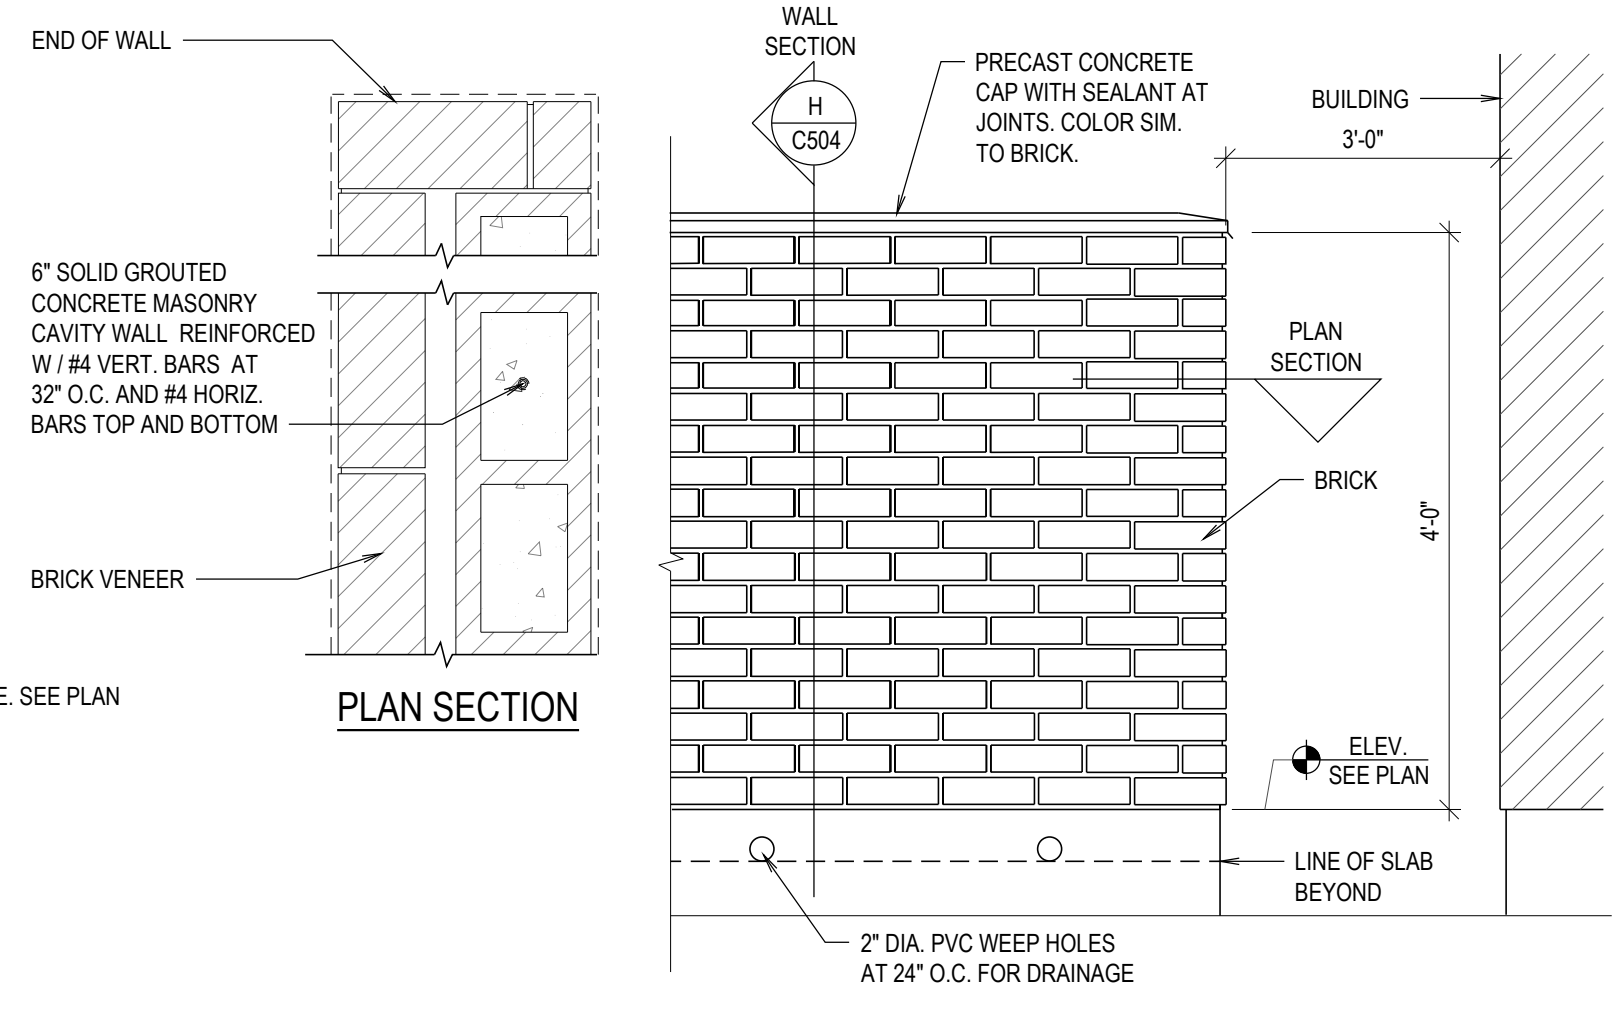 END OF WALL
6" SOLID GROUTED
CONCRETE MASONRY
CAVITY WALL REINFORCED
W / #4 VERT. BARS AT
32" O.C. AND #4 HORIZ.
BARS TOP AND BOTTOM
BRICK VENEER
E. SEE PLAN
PLAN SECTION
WALL
SECTION
H
C504
PRECAST CONCRETE
CAP WITH SEALANT AT
JOINTS. COLOR SIM.
TO BRICK.
BUILDING
3'-0"
PLAN
SECTION
BRICK
4'-0"
ELEV.
SEE PLAN
LINE OF SLAB
BEYOND
2" DIA. PVC WEEP HOLES
AT 24" O.C. FOR DRAINAGE